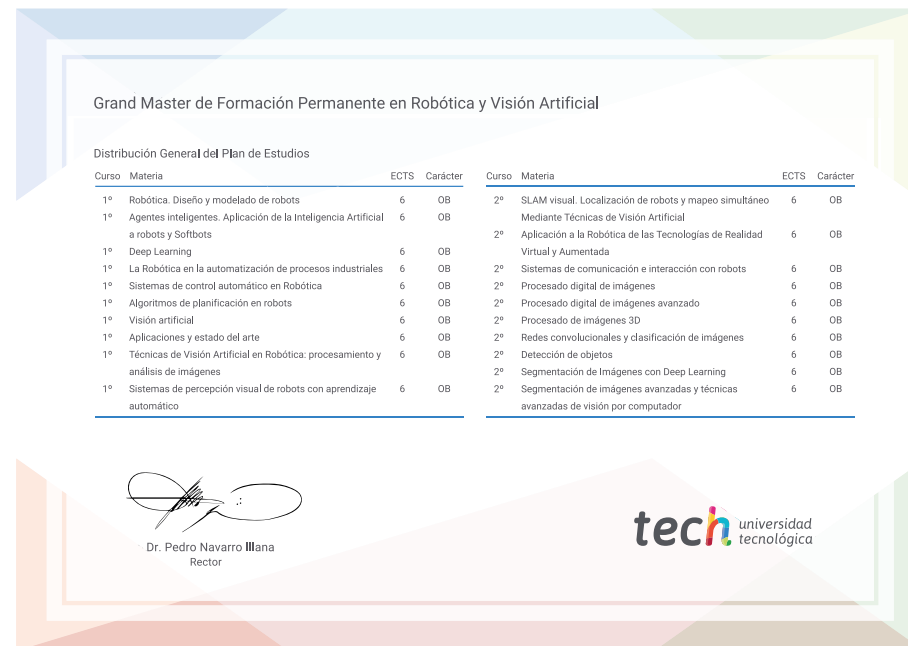 Grand Master de Formación Permanente en Robótica y Visión Artificial
Distribución General del Plan de Estudios
Curso Materia ECTS Carácter
1º Robótica. Diseño y modelado de robots 6 OB
1º Agentes inteligentes. Aplicación de la Inteligencia Artificial 6 OB
a robots y Softbots
1º Deep Learning 6 OB
1º La Robótica en la automatización de procesos industriales 6 OB
1º Sistemas de control automático en Robótica 6 OB
1º Algoritmos de planificación en robots 6 OB
1º Visión artificial 6 OB
1º Aplicaciones y estado del arte 6 OB
1º Técnicas de Visión Artificial en Robótica: procesamiento y 6 OB
análisis de imágenes
1º Sistemas de percepción visual de robots con aprendizaje 6 OB
automático
Curso Materia ECTS Carácter
2º SLAM visual. Localización de robots y mapeo simultáneo 6 OB
Mediante Técnicas de Visión Artificial
2º Aplicación a la Robótica de las Tecnologías de Realidad 6 OB
Virtual y Aumentada
2º Sistemas de comunicación e interacción con robots 6 OB
2º Procesado digital de imágenes 6 OB
2º Procesado digital de imágenes avanzado 6 OB
2º Procesado de imágenes 3D 6 OB
2º Redes convolucionales y clasificación de imágenes 6 OB
2º Detección de objetos 6 OB
2º Segmentación de Imágenes con Deep Learning 6 OB
2º Segmentación de imágenes avanzadas y técnicas 6 OB
avanzadas de visión por computador
Dr. Pedro Navarro Illana
Rector
tech universidad
tecnológica